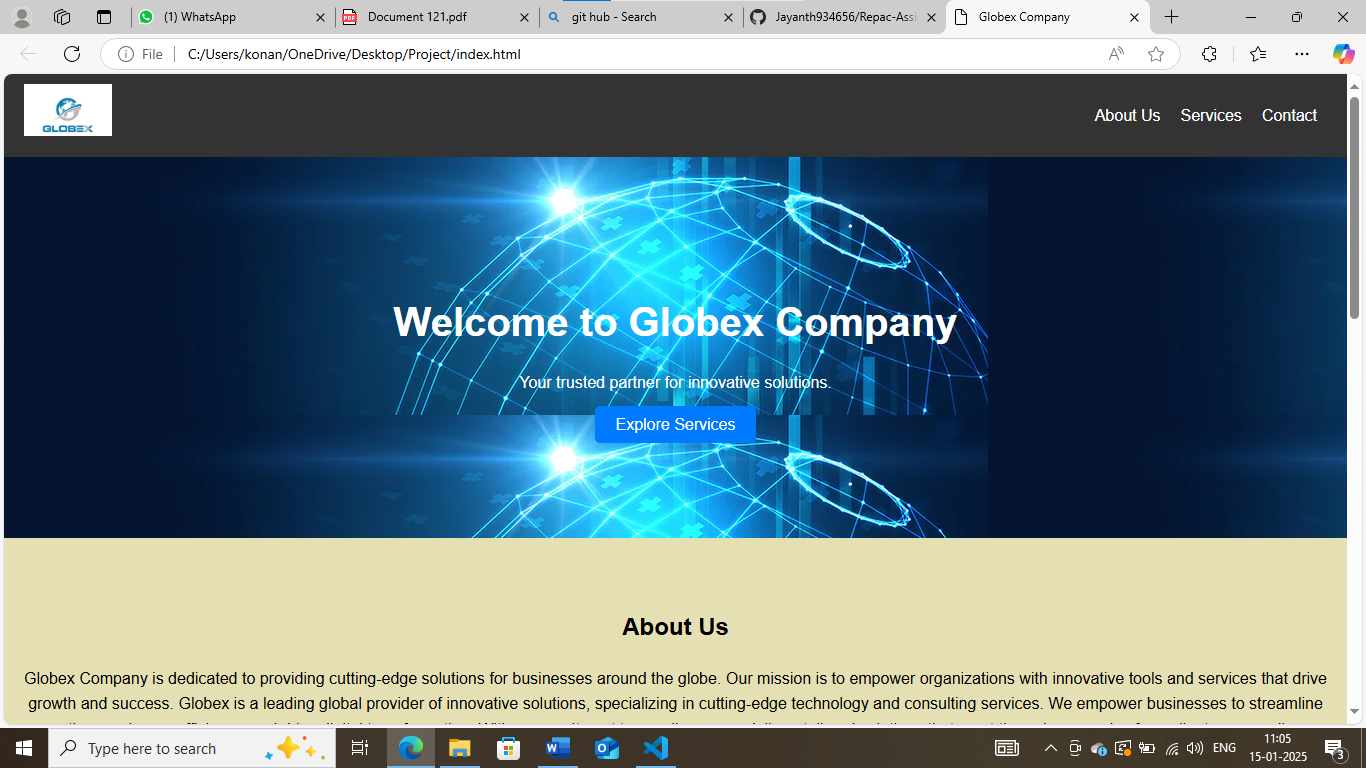 (1) WhatsApp
Document 121.pdf
git hub - Search
Jayanth934656/Repac-Assi
Globex Company
File
C:/Users/konan/OneDrive/Desktop/Project/index.html
GLOBEX
About Us
Services
Contact
Welcome to Globex Company
Your trusted partner for innovative solutions.
Explore Services
About Us
Globex Company is dedicated to providing cutting-edge solutions for businesses around the globe. Our mission is to empower organizations with innovative tools and services that drive
growth and success. Globex is a leading global provider of innovative solutions, specializing in cutting-edge technology and consulting services. We empower businesses to streamline
Type here to search
ENG
11:05
15-01-2025
3